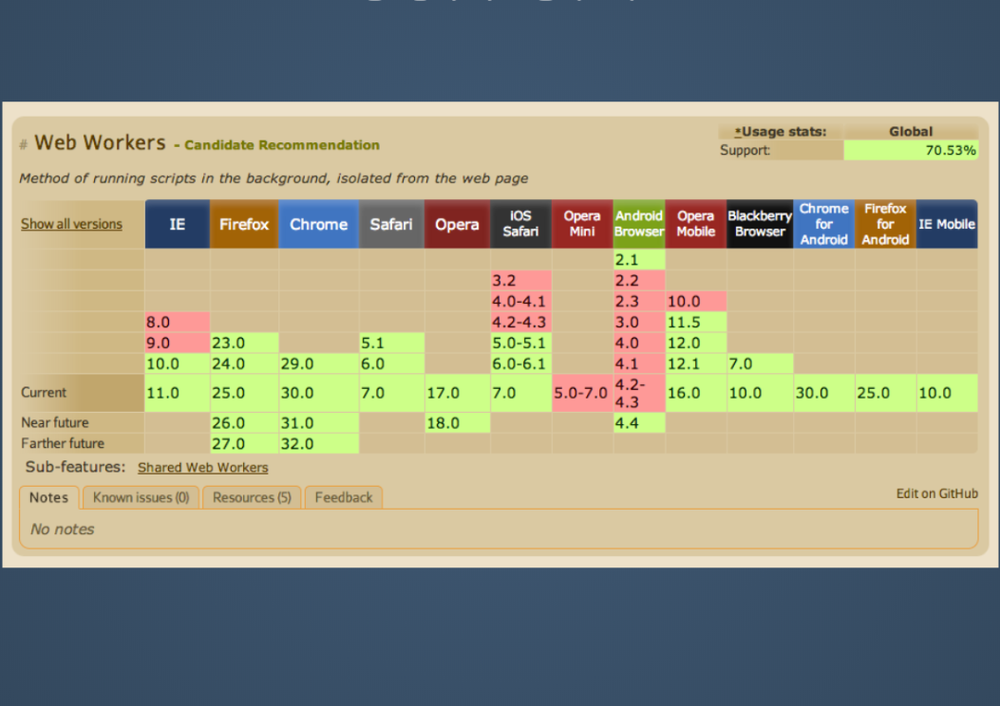 # Web Workers - Candidate Recommendation
*Usage stats: Global
Support: 70.53%
Method of running scripts in the background, isolated from the web page
Show all versions IE Firefox Chrome Safari Opera iOS Safari Opera Mini Android Browser Opera Mobile Blackberry Browser Chrome for Android Firefox for Android IE Mobile
2.1
3.2 2.2
4.0-4.1 2.3 10.0
8.0 4.2-4.3 3.0 11.5
9.0 23.0 5.1 5.0-5.1 4.0 12.0
10.0 24.0 29.0 6.0 6.0-6.1 4.1 12.1 7.0
Current 11.0 25.0 30.0 7.0 17.0 7.0 5.0-7.0 4.2-4.3 16.0 10.0 30.0 25.0 10.0
Near future 26.0 31.0 18.0 4.4
Farther future 27.0 32.0
Sub-features: Shared Web Workers
Notes Known issues (0) Resources (5) Feedback Edit on GitHub
No notes